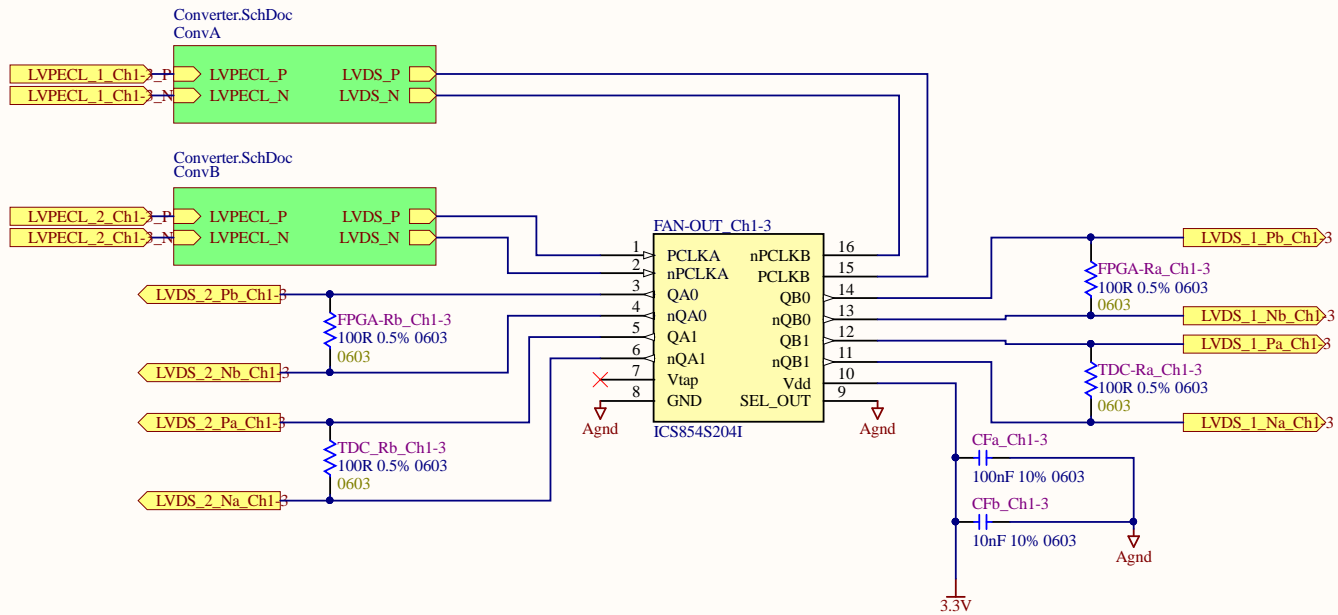 Converter.SchDoc
ConvA
LVPECL_1_Ch1-3_P
LVPECL_P
LVDS_P
LVPECL_1_Ch1-3_N
LVPECL_N
LVDS_N
Converter.SchDoc
ConvB
LVPECL_2_Ch1-3_P
LVPECL_P
LVDS_P
LVPECL_2_Ch1-3_N
LVPECL_N
LVDS_N
FAN-OUT_Ch1-3
1
PCLKA
nPCLKB
16
2
nPCLKA
PCLKB
15
3
QA0
QB0
14
4
nQA0
nQB0
13
5
QA1
QB1
12
6
nQA1
nQB1
11
7
Vtap
Vdd
10
8
GND
SEL_OUT
9
ICS854S204I
Agnd
Agnd
LVDS_2_Pb_Ch1-3
FPGA-Rb_Ch1-3
100R 0.5% 0603
0603
LVDS_2_Nb_Ch1-3
LVDS_2_Pa_Ch1-3
TDC_Rb_Ch1-3
100R 0.5% 0603
0603
LVDS_2_Na_Ch1-3
LVDS_1_Pb_Ch1-3
FPGA-Ra_Ch1-3
100R 0.5% 0603
0603
LVDS_1_Nb_Ch1-3
LVDS_1_Pa_Ch1-3
TDC-Ra_Ch1-3
100R 0.5% 0603
0603
LVDS_1_Na_Ch1-3
CFa_Ch1-3
100nF 10% 0603
CFb_Ch1-3
10nF 10% 0603
Agnd
3.3V